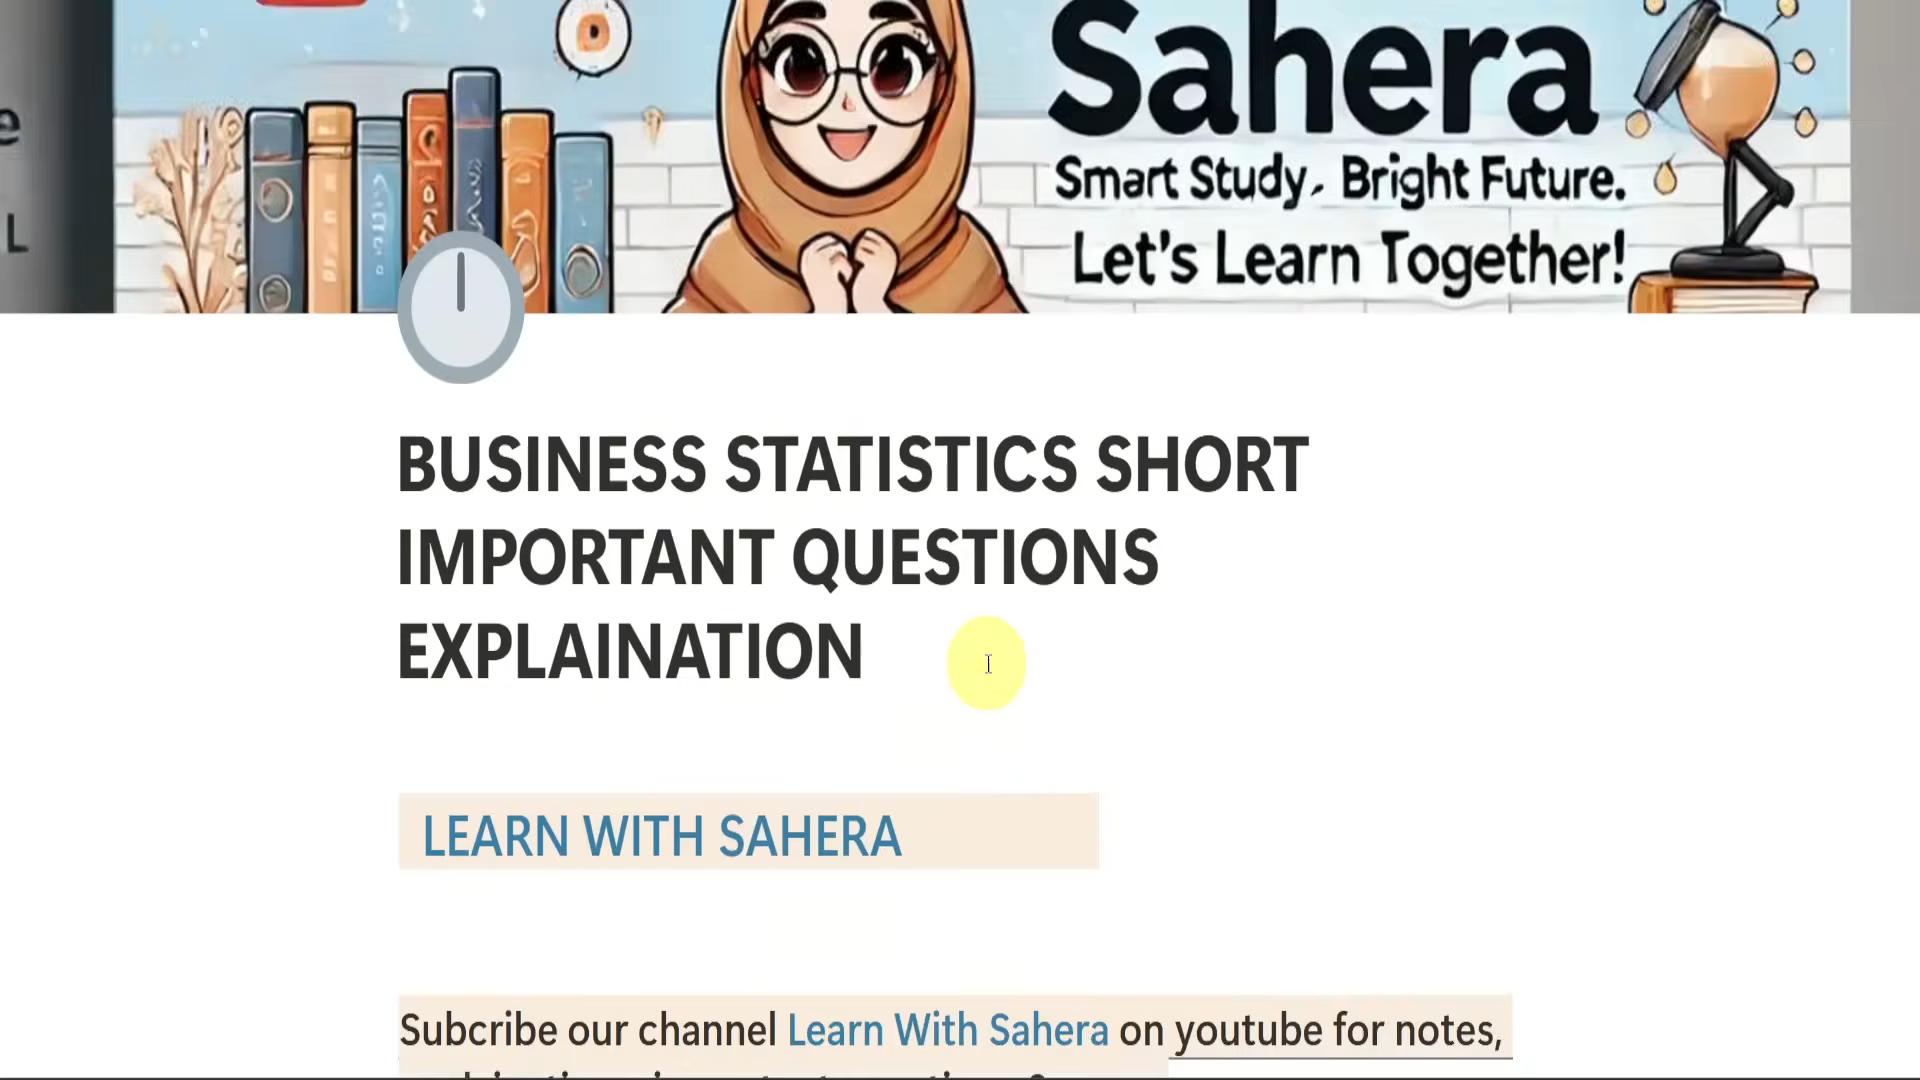 Sahera
Smart Study, Bright Future.
Let's Learn Together!
e
L
BUSINESS STATISTICS SHORT
IMPORTANT QUESTIONS
EXPLAINATION
LEARN WITH SAHERA
Subcribe our channel Learn With Sahera on youtube for notes,